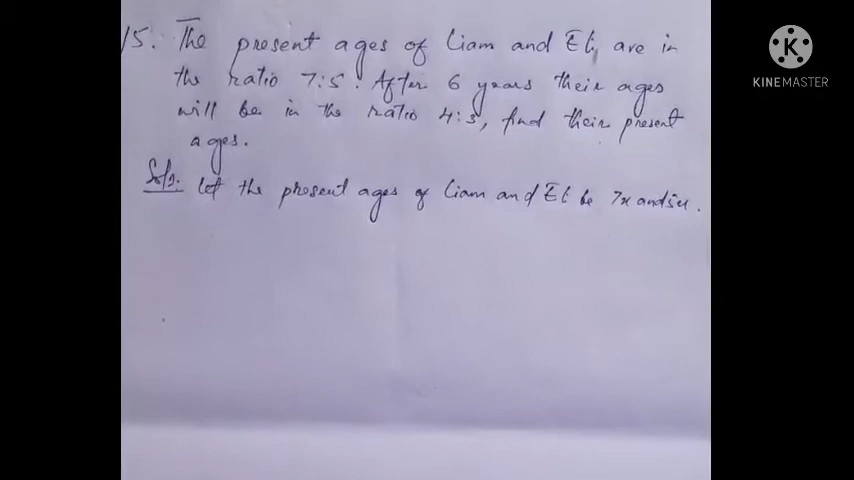 15. The present ages of Liam and Eli, are in
the ratio 7:5. After 6 years their ages
will be in the ratio 4:3, find their present
ages.
Soln: let the present ages of Liam and Eli be 7x and 5x.
KINEMASTER